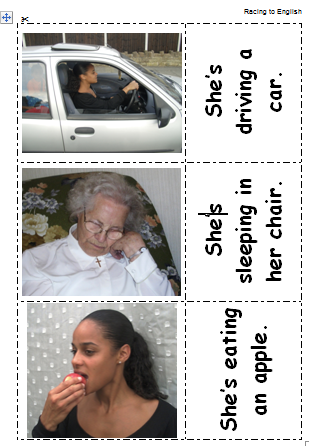 Racing to English
She's
driving a
car.
She's
sleeping in
her chair.
She's eating
an apple.